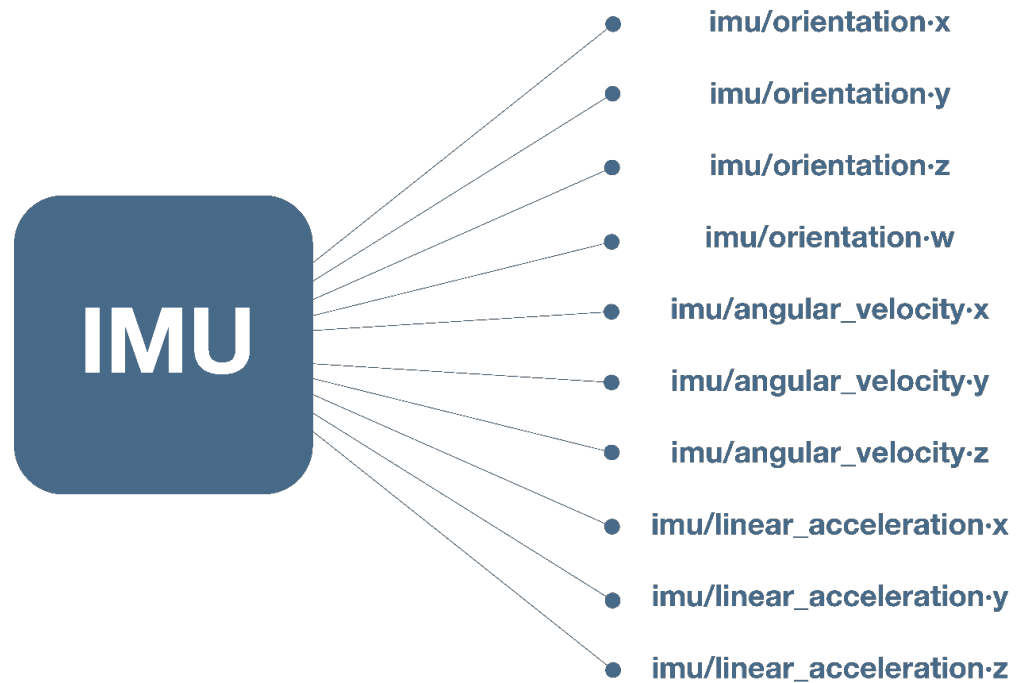 IMU
imu/orientation·x
imu/orientation·y
imu/orientation·z
imu/orientation·w
imu/angular_velocity·x
imu/angular_velocity·y
imu/angular_velocity·z
imu/linear_acceleration·x
imu/linear_acceleration·y
imu/linear_acceleration·z